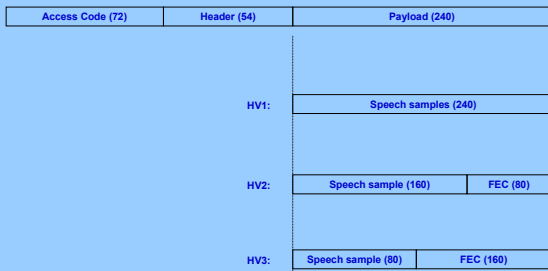 Access Code (72) Header (54) Payload (240)
HV1: Speech samples (240)
HV2: Speech sample (160) FEC (80)
HV3: Speech sample (80) FEC (160)